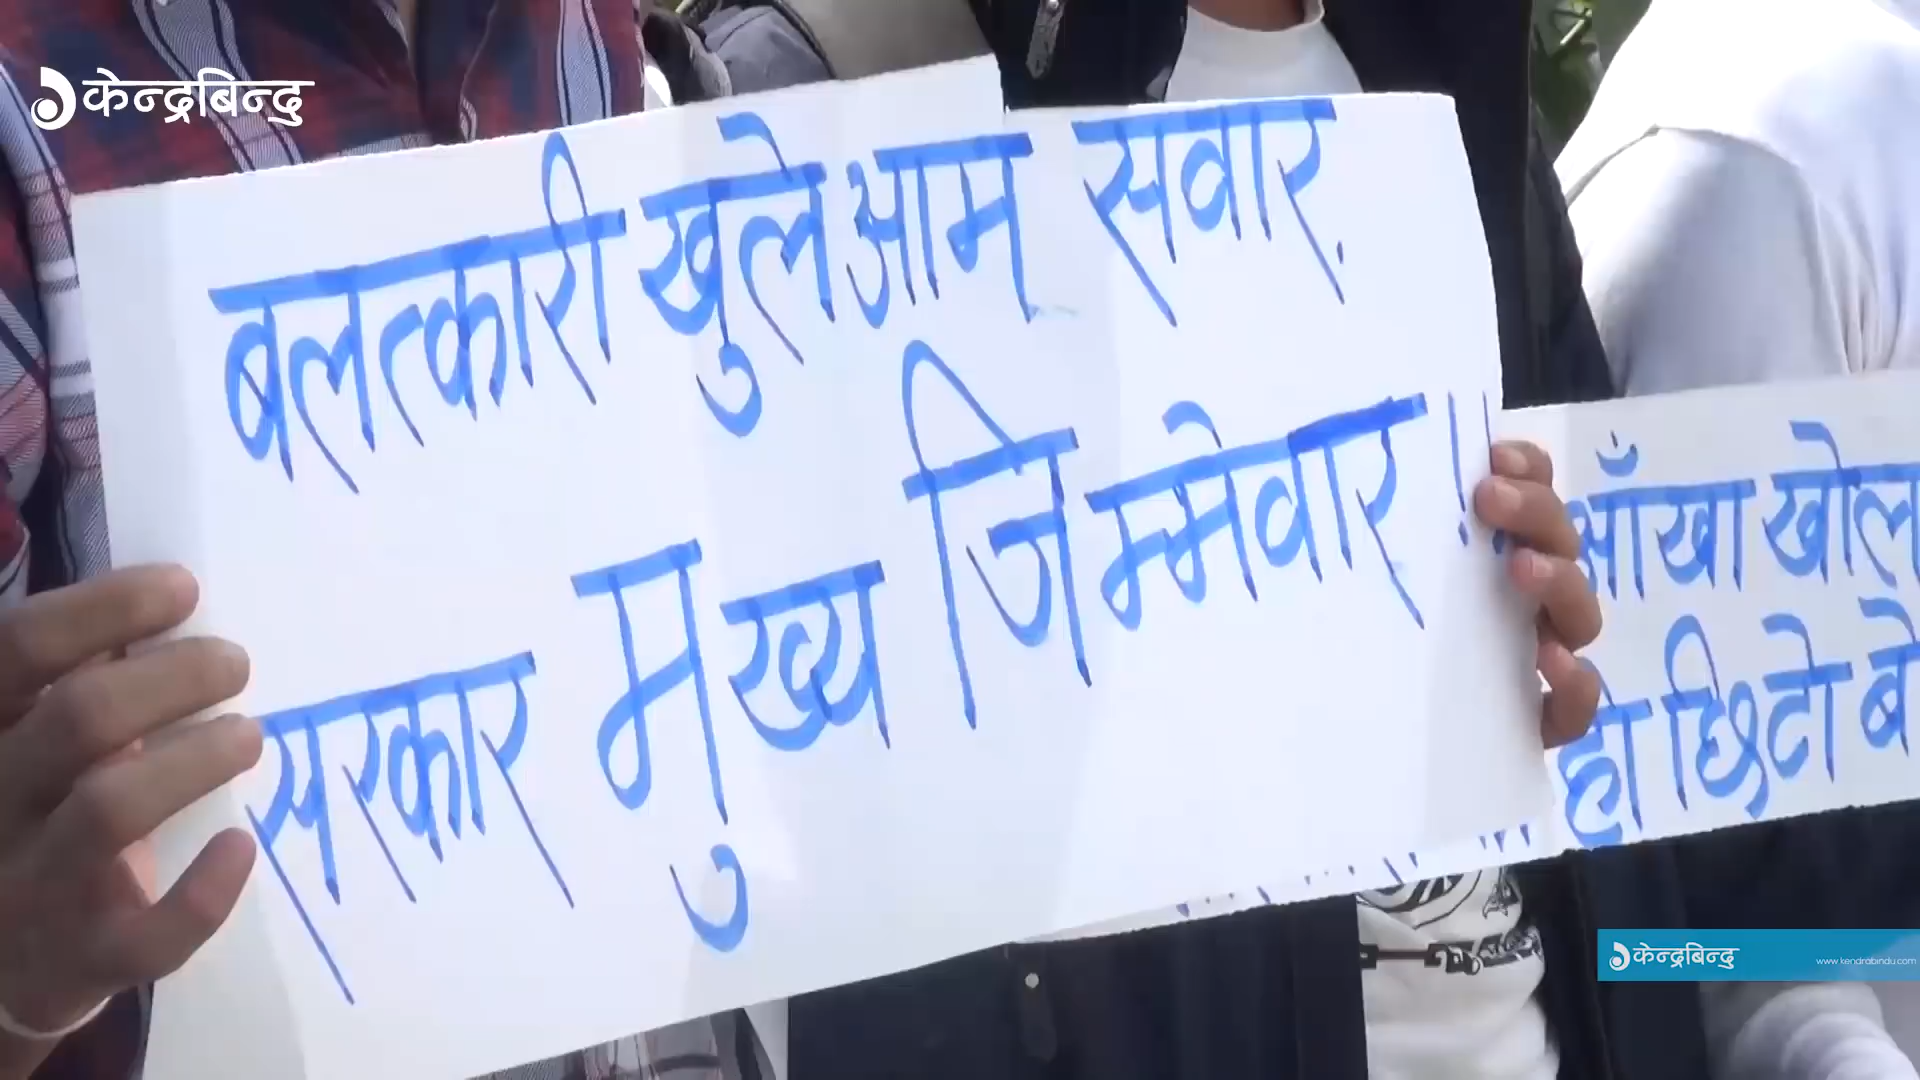 केन्द्रबिन्दु
बलत्कारी खुलेआम सवार,
सरकार मुख्य जिम्मेवार !!
आँखा खोल
हो छिटो
केन्द्रबिन्दु
www.kendrabindu.com